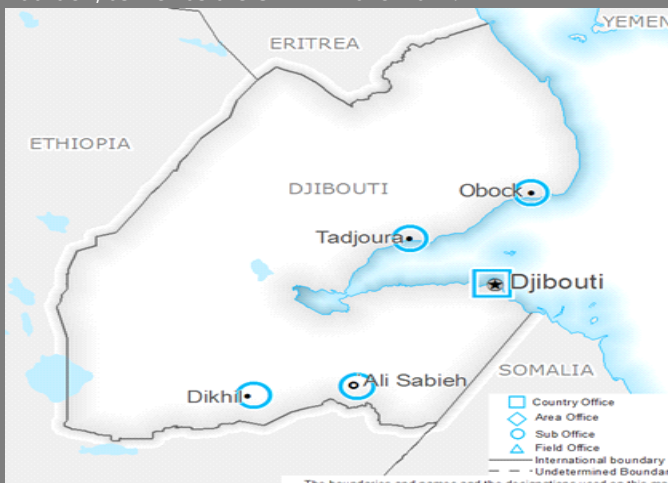 YEMEN
ERITREA
ETHIOPIA
DJIBOUTI
Obock
Tadjoura
Djibouti
SOMALIA
Ali Sabieh
Dikhil
Country Office
Area Office
Sub Office
Field Office
International boundary
Undetermined Boundar